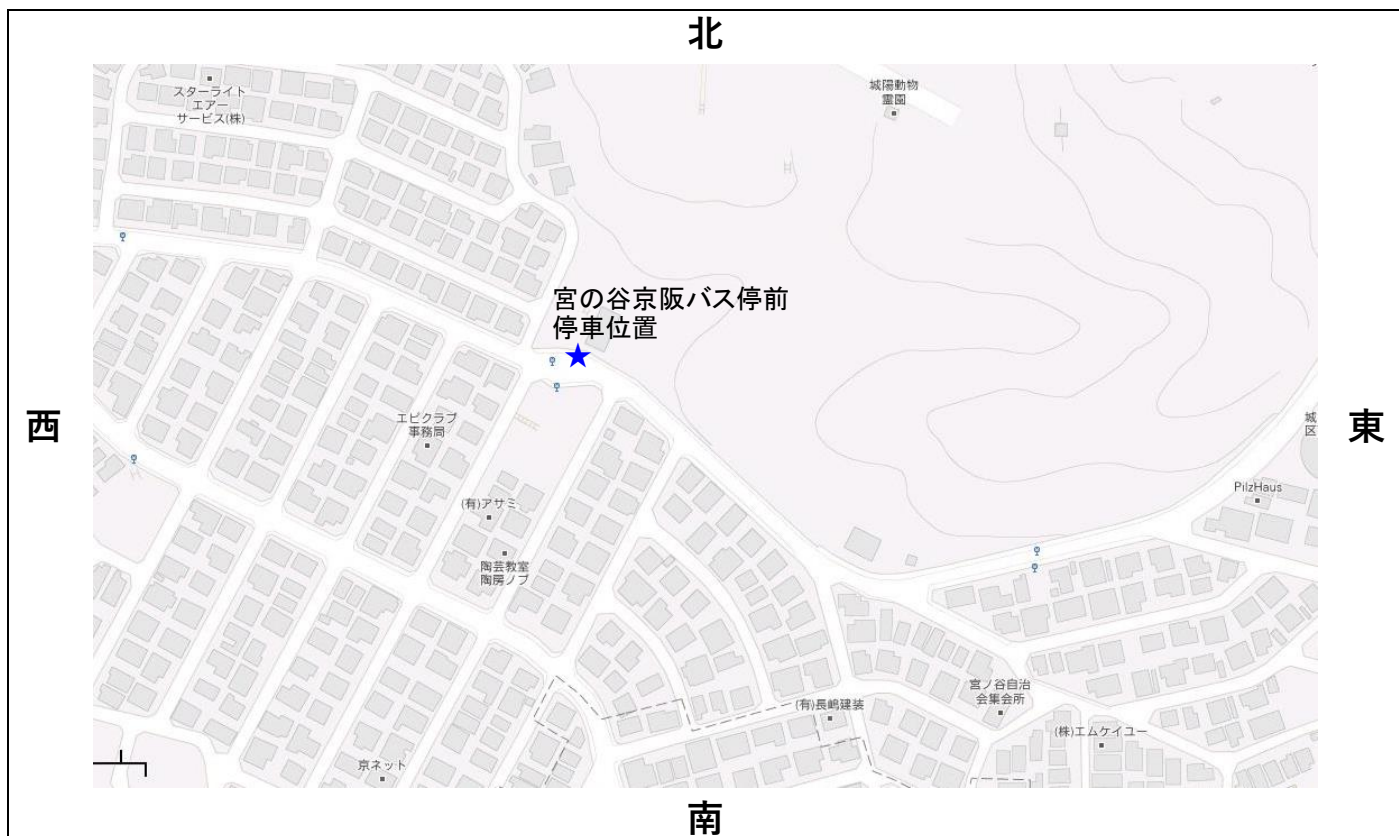 北
城陽動物
霊園
スターライト
エアー
サービス(株)
宮の谷京阪バス停前
停車位置
西
東
エビクラブ
事務局
城
区
PilzHaus
(有)アサミ
陶芸教室
陶房ノブ
宮ノ谷自治
会集会所
(有)長嶋建装
(株)エムケイユー
京ネット
南